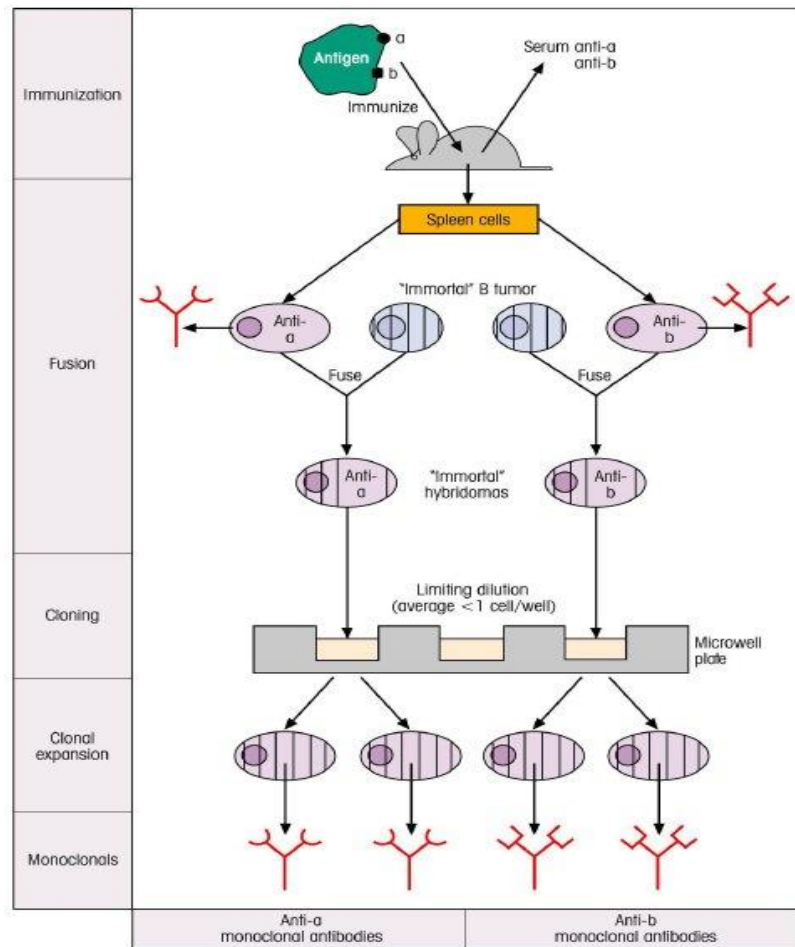 Immunization
Antigen
a
b
Immunize
Serum anti-a
anti-b
Fusion
Spleen cells
"Immortal" B tumor
Anti-
a
Anti-
b
Fuse
Fuse
Anti-
a
"Immortal"
hybridomas
Anti-
b
Cloning
Limiting dilution
(average <1 cell/well)
Microwell
plate
Clonal
expansion
Monoclonals
Anti-a
monoclonal antibodies
Anti-b
monoclonal antibodies